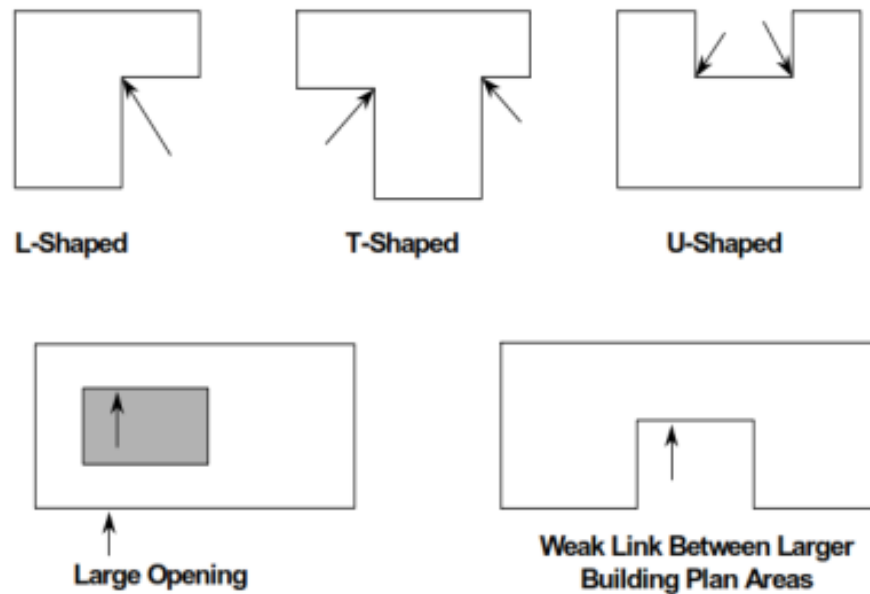 L-Shaped
T-Shaped
U-Shaped
Large Opening
Weak Link Between Larger
Building Plan Areas